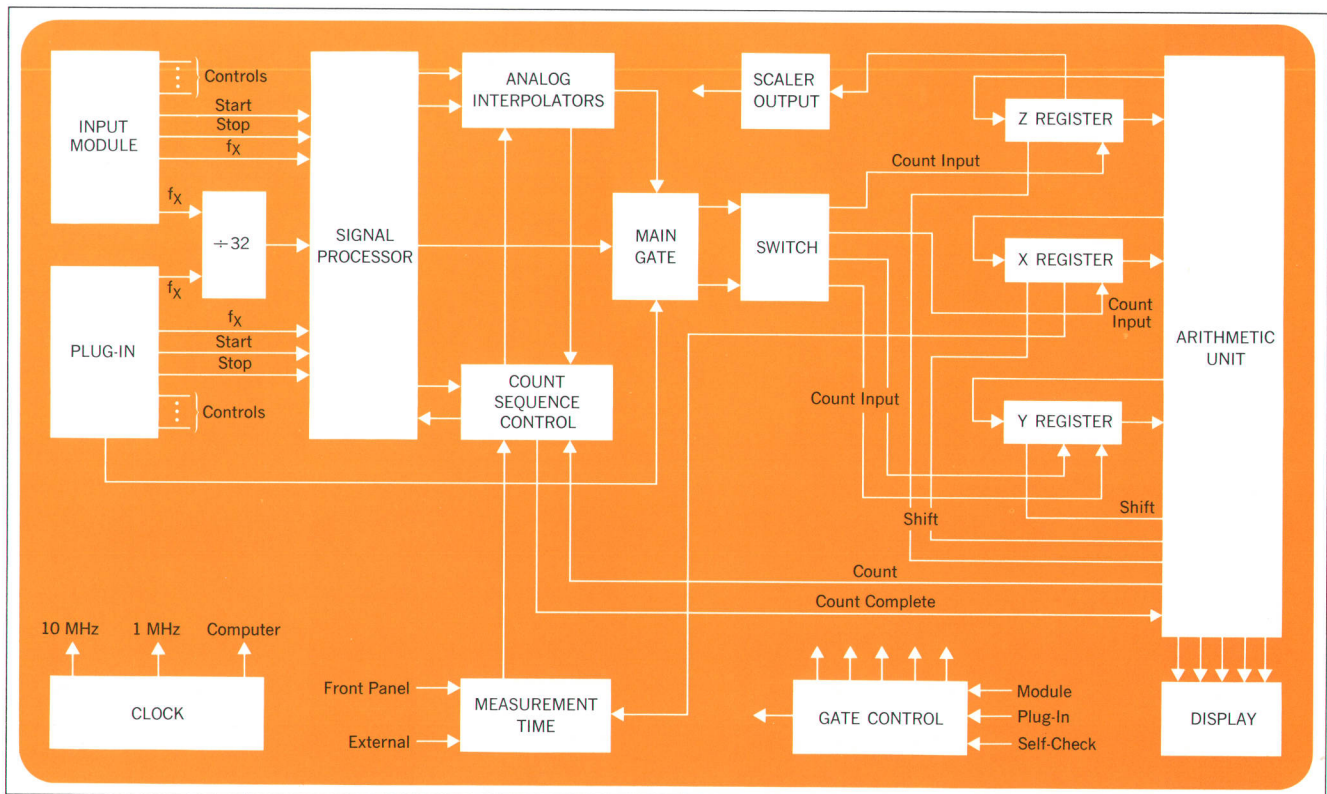 INPUT
MODULE
Controls
Start
Stop
fX
fX
÷32
fX
PLUG-IN
fX
Start
Stop
Controls
SIGNAL
PROCESSOR
ANALOG
INTERPOLATORS
COUNT
SEQUENCE
CONTROL
MAIN
GATE
SWITCH
SCALER
OUTPUT
Count Input
Z REGISTER
X REGISTER
Count
Input
Y REGISTER
Count Input
Shift
Shift
Count
Count Complete
ARITHMETIC
UNIT
10 MHz
1 MHz
Computer
CLOCK
Front Panel
External
MEASUREMENT
TIME
GATE CONTROL
Module
Plug-In
Self-Check
DISPLAY